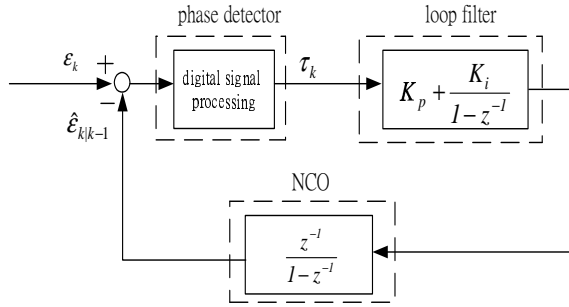 phase detector
loop filter
ε_k
+
−
digital signal
processing
τ_k
K_p + K_i / (1 − z^{-1})
ε̂_{k|k−1}
NCO
z^{-1} / (1 − z^{-1})